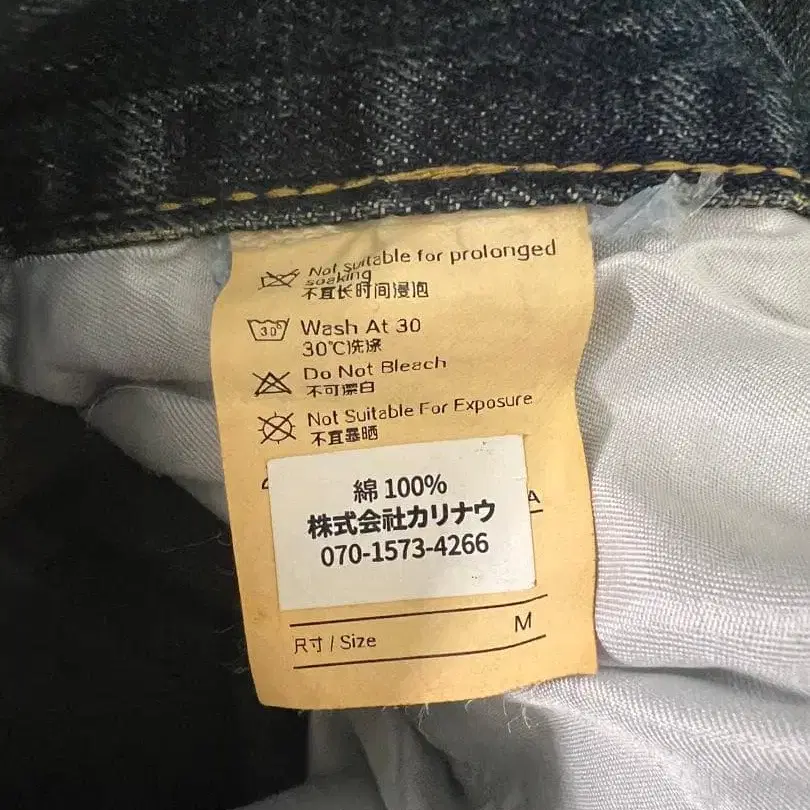 Not suitable for prolonged
soaking
不宜长时间浸泡
30°
Wash At 30
30℃洗涤
Do Not Bleach
不可漂白
Not Suitable For Exposure
不宜暴晒
A
綿 100%
株式会社カリナウ
070-1573-4266
尺寸 / Size M